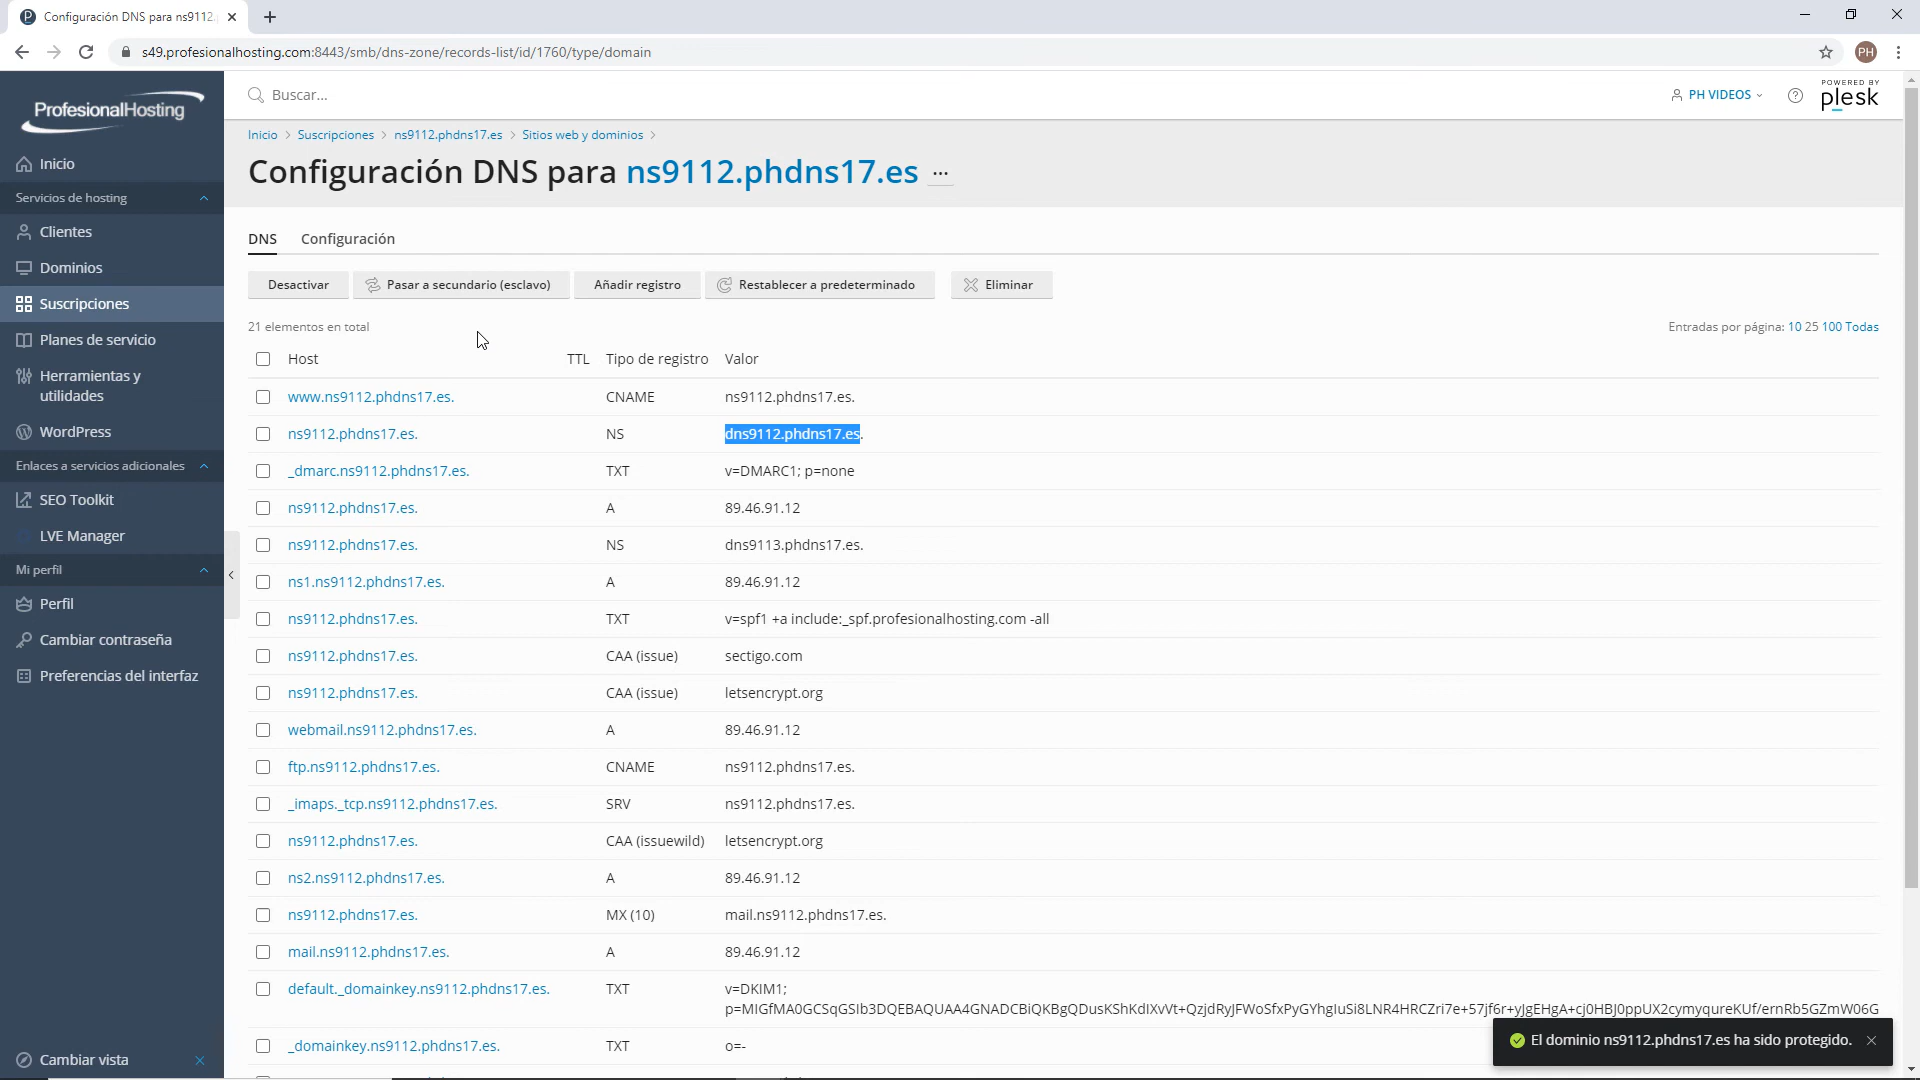 Configuración DNS para ns9112.
s49.profesionalhosting.com:8443/smb/dns-zone/records-list/id/1760/type/domain
PH
ProfesionalHosting
Buscar...
PH VIDEOS
POWERED BY
plesk
Inicio
Servicios de hosting
Clientes
Dominios
Suscripciones
Planes de servicio
Herramientas y
utilidades
WordPress
Enlaces a servicios adicionales
SEO Toolkit
LVE Manager
Mi perfil
Perfil
Cambiar contraseña
Preferencias del interfaz
Cambiar vista
Inicio > Suscripciones > ns9112.phdns17.es > Sitios web y dominios >
Configuración DNS para ns9112.phdns17.es ...
DNS Configuración
Desactivar Pasar a secundario (esclavo) Añadir registro Restablecer a predeterminado Eliminar
21 elementos en total Entradas por página: 10 25 100 Todas
Host TTL Tipo de registro Valor
www.ns9112.phdns17.es. CNAME ns9112.phdns17.es.
ns9112.phdns17.es. NS dns9112.phdns17.es.
_dmarc.ns9112.phdns17.es. TXT v=DMARC1; p=none
ns9112.phdns17.es. A 89.46.91.12
ns9112.phdns17.es. NS dns9113.phdns17.es.
ns1.ns9112.phdns17.es. A 89.46.91.12
ns9112.phdns17.es. TXT v=spf1 +a include:_spf.profesionalhosting.com -all
ns9112.phdns17.es. CAA (issue) sectigo.com
ns9112.phdns17.es. CAA (issue) letsencrypt.org
webmail.ns9112.phdns17.es. A 89.46.91.12
ftp.ns9112.phdns17.es. CNAME ns9112.phdns17.es.
_imaps._tcp.ns9112.phdns17.es. SRV ns9112.phdns17.es.
ns9112.phdns17.es. CAA (issuewild) letsencrypt.org
ns2.ns9112.phdns17.es. A 89.46.91.12
ns9112.phdns17.es. MX (10) mail.ns9112.phdns17.es.
mail.ns9112.phdns17.es. A 89.46.91.12
default._domainkey.ns9112.phdns17.es. TXT v=DKIM1;
_domainkey.ns9112.phdns17.es. TXT o=-
El dominio ns9112.phdns17.es ha sido protegido.